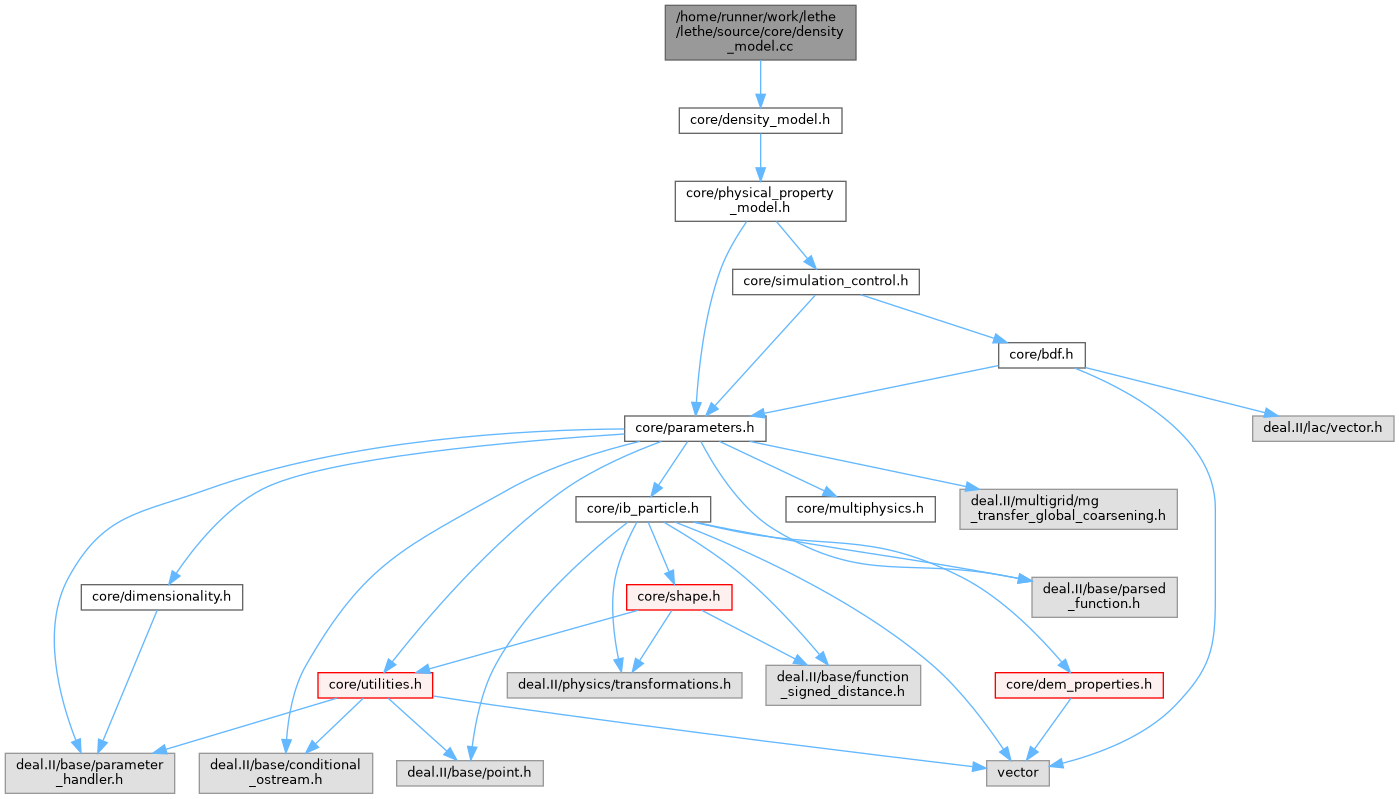 /home/runner/work/lethe
/lethe/source/core/density
_model.cc
core/density_model.h
core/physical_property
_model.h
core/simulation_control.h
core/bdf.h
core/parameters.h
deal.II/lac/vector.h
core/ib_particle.h
core/multiphysics.h
deal.II/multigrid/mg
_transfer_global_coarsening.h
core/dimensionality.h
core/shape.h
deal.II/base/parsed
_function.h
core/utilities.h
deal.II/physics/transformations.h
deal.II/base/function
_signed_distance.h
core/dem_properties.h
deal.II/base/parameter
_handler.h
deal.II/base/conditional
_ostream.h
deal.II/base/point.h
vector